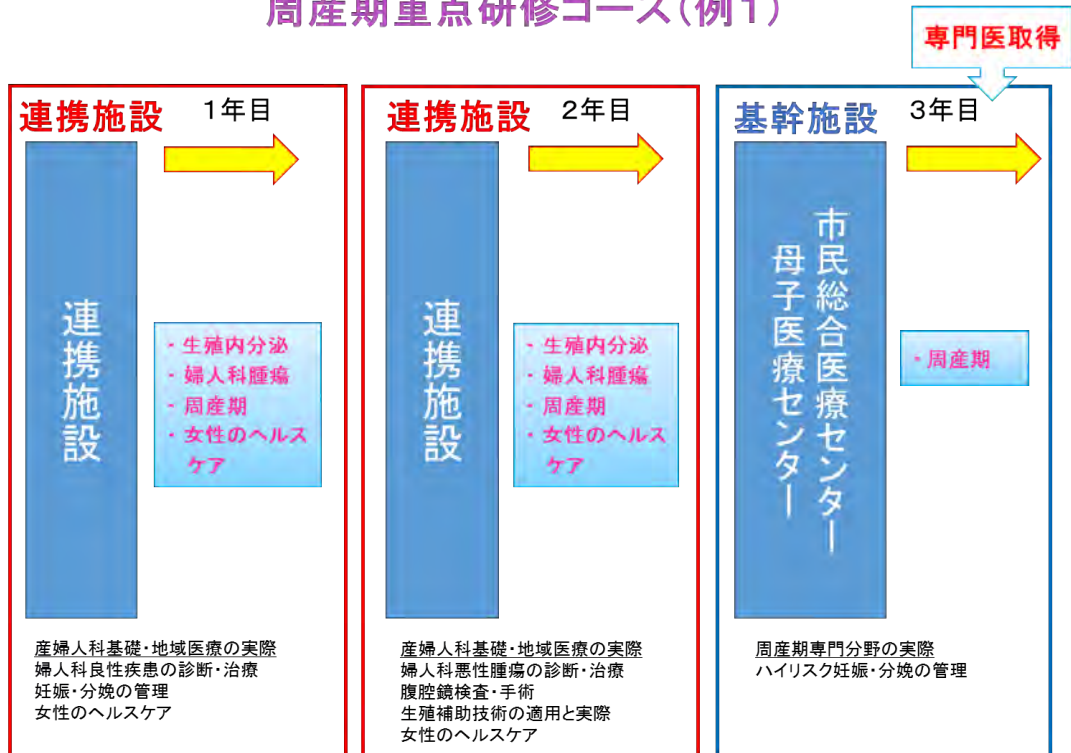 周産期重点研修コース(例1)
専門医取得
連携施設 1年目
連携施設
・生殖内分泌
・婦人科腫瘍
・周産期
・女性のヘルス
ケア
産婦人科基礎・地域医療の実際
婦人科良性疾患の診断・治療
妊娠・分娩の管理
女性のヘルスケア
連携施設 2年目
連携施設
・生殖内分泌
・婦人科腫瘍
・周産期
・女性のヘルス
ケア
産婦人科基礎・地域医療の実際
婦人科悪性腫瘍の診断・治療
腹腔鏡検査・手術
生殖補助技術の適用と実際
女性のヘルスケア
基幹施設 3年目
市民総合医療センター
母子医療センター
・周産期
周産期専門分野の実際
ハイリスク妊娠・分娩の管理